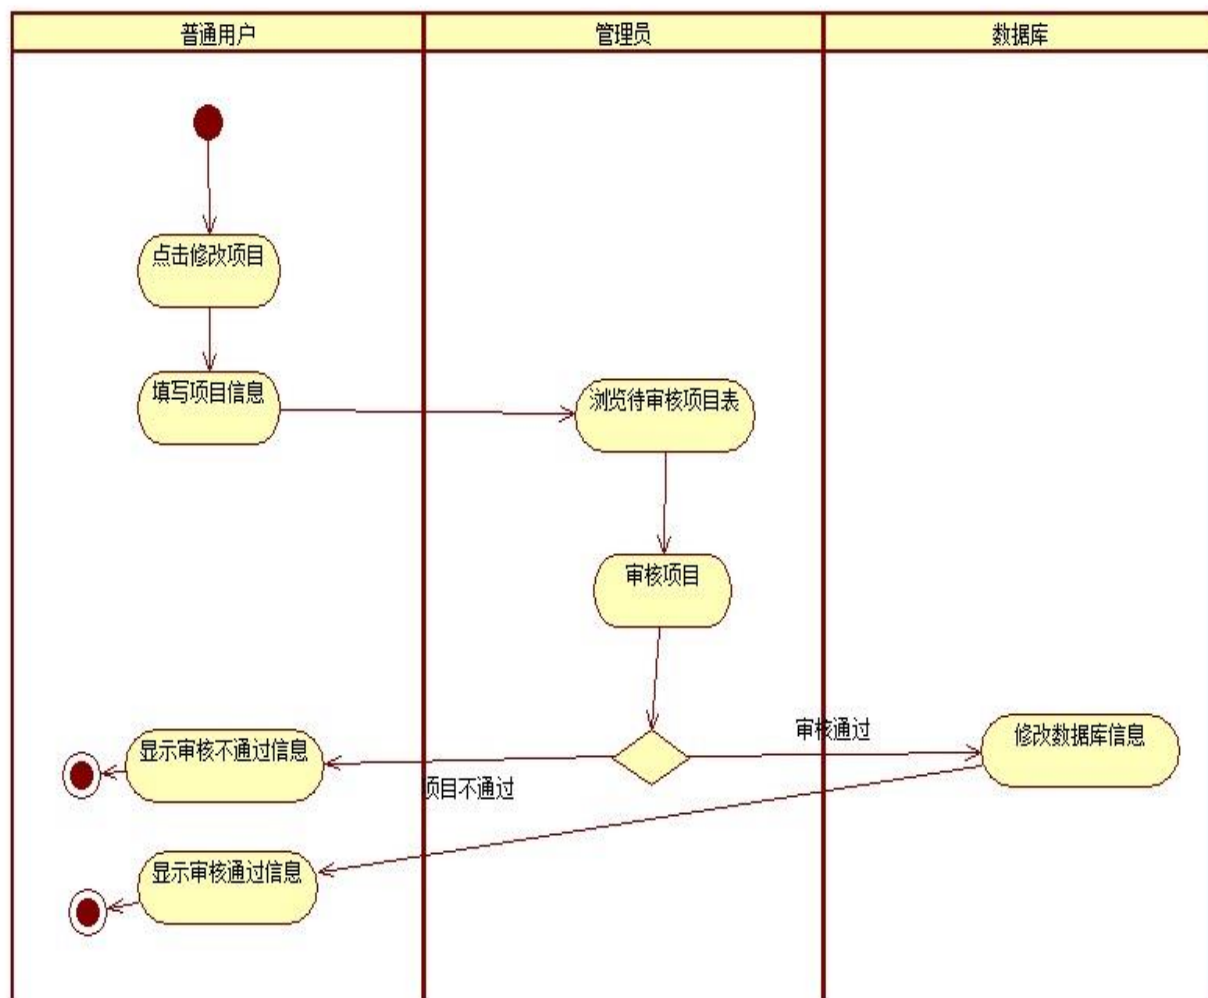 普通用户
管理员
数据库
点击修改项目
填写项目信息
浏览待审核项目表
审核项目
审核通过
修改数据库信息
显示审核不通过信息
项目不通过
显示审核通过信息